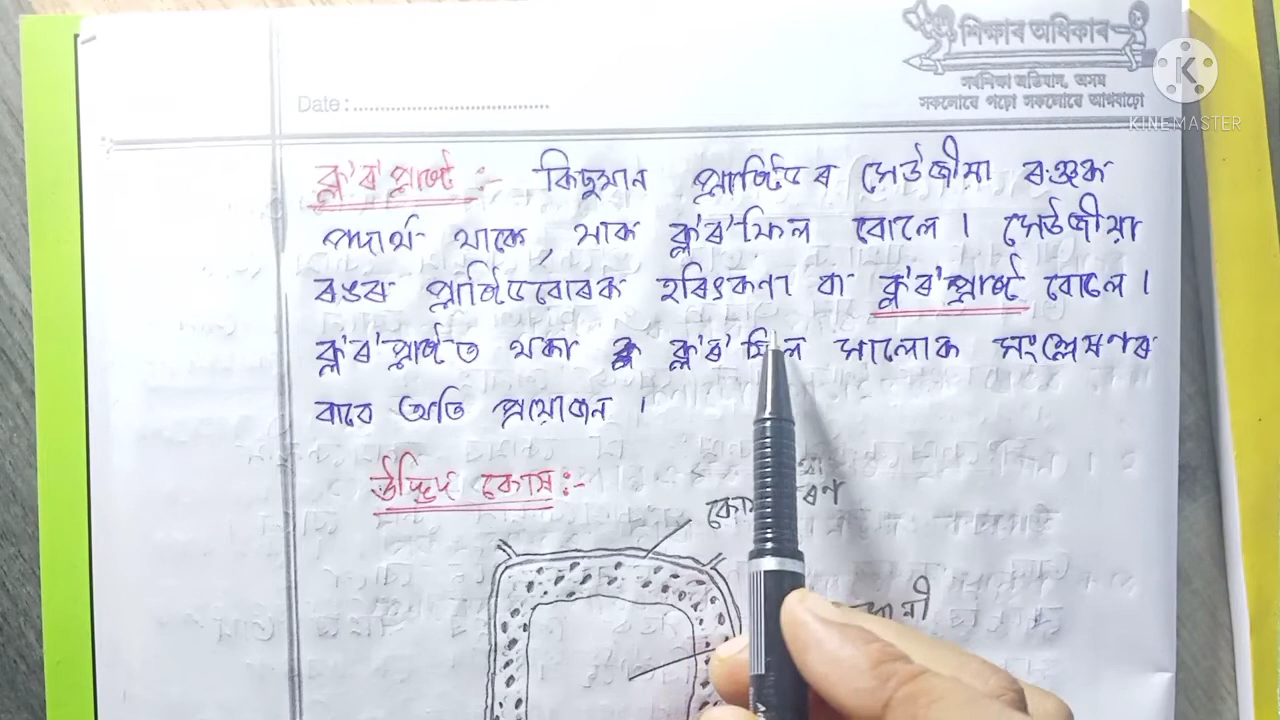 শিক্ষাৰ অধিকাৰ
সৰ্বশিক্ষা অভিযান, অসম
সকলোৱে পঢ়ো সকলোৱে আগবাঢ়ো
Date :
KINEMASTER
ক্ল'ৰ'প্লাষ্ট :- কিছুমান প্লাষ্টিডৰ সেউজীয়া ৰঞ্জক
পদাৰ্থ থাকে, যাক ক্ল'ৰ'ফিল বোলে । সেউজীয়া
ৰঙৰ প্লাষ্টিডবোৰক হৰিৎকণা বা ক্ল'ৰ'প্লাষ্ট বোলে ।
ক্ল'ৰ'প্লাষ্টত থকা ক্ল'ৰ'ফিল সালোক সংশ্লেষণৰ
বাবে অতি প্ৰয়োজন ।
উদ্ভিদ কোষ :-